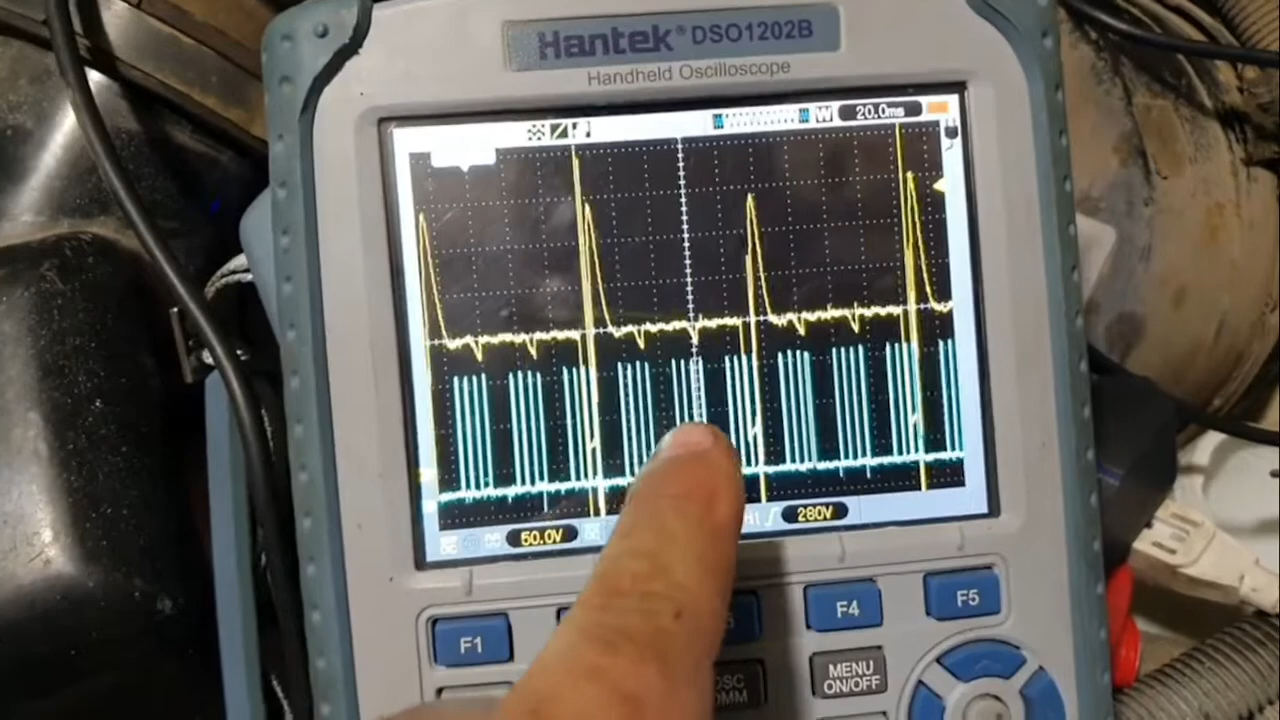 Hantek® DSO1202B
Handheld Oscilloscope
W 20.0ms
50.0V
280V
F1
F4
F5
MENU
ON/OFF